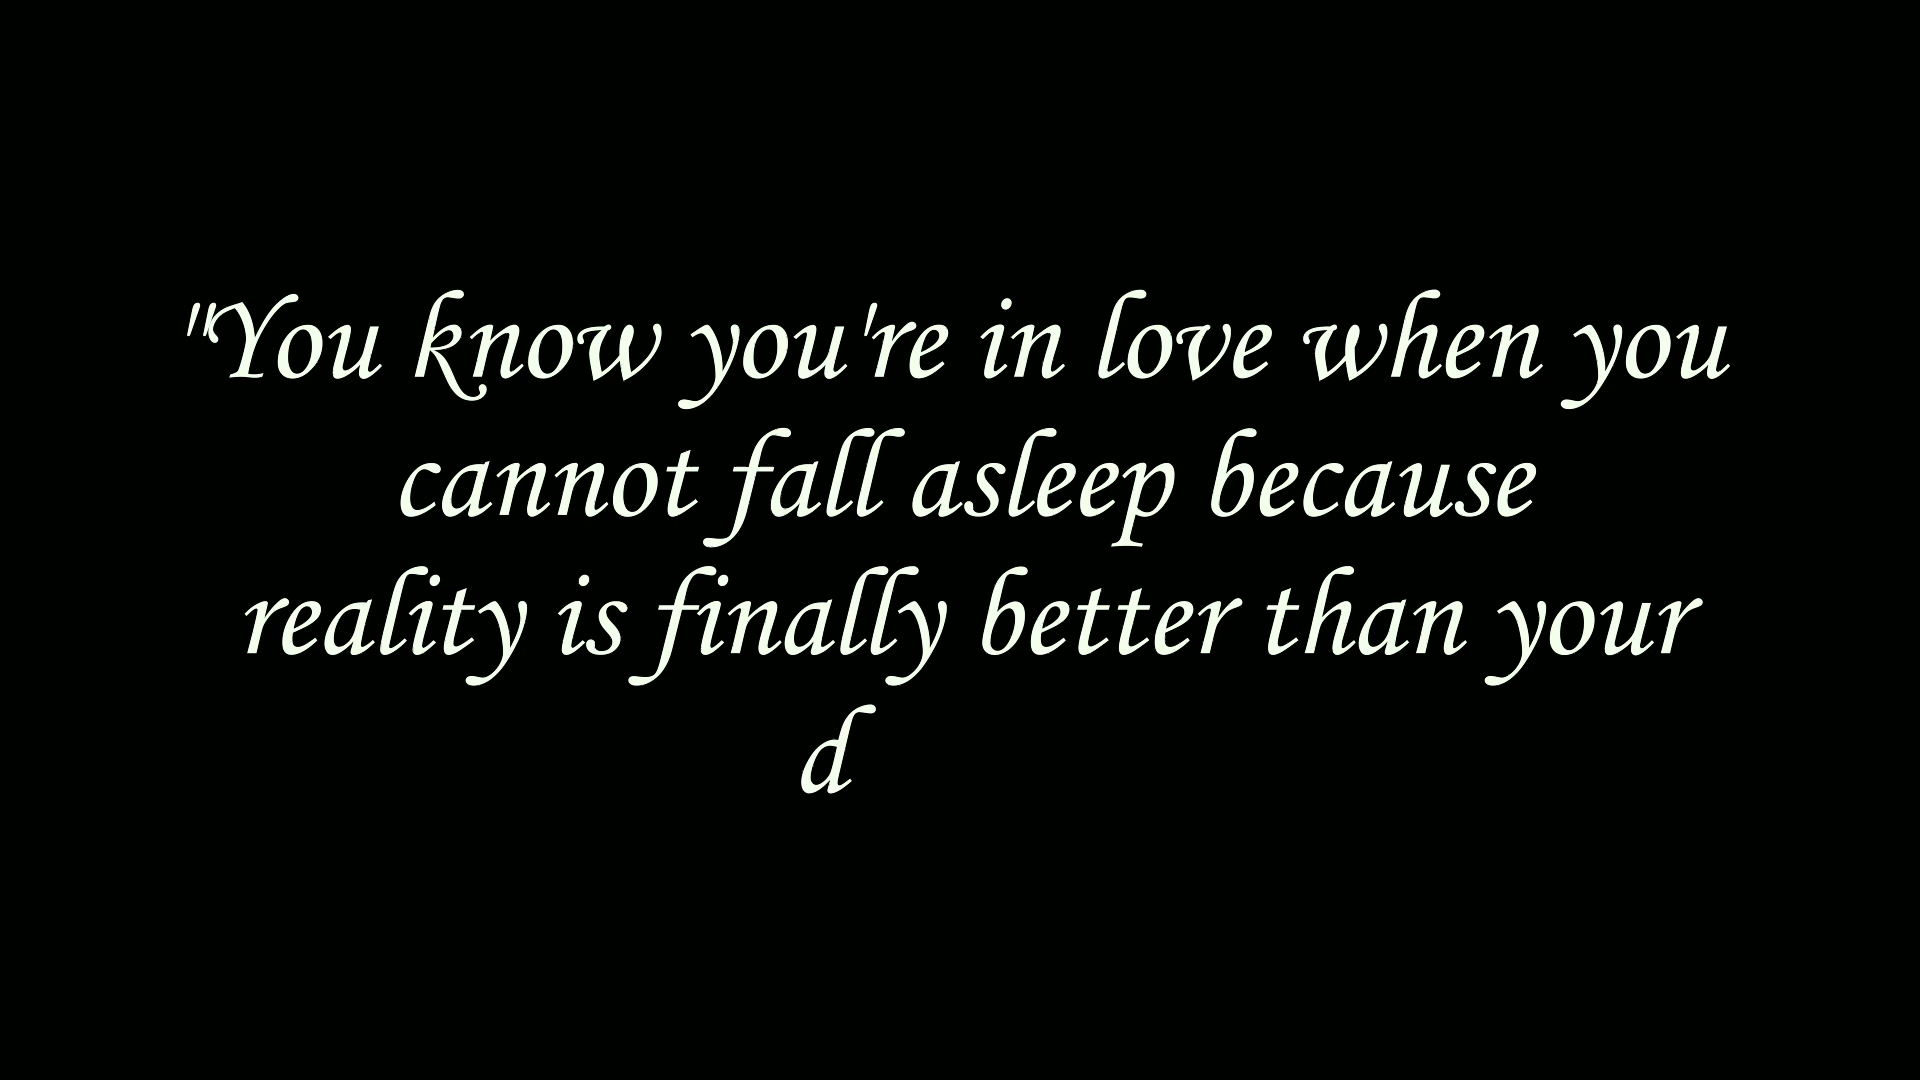 "You know you're in love when you
cannot fall asleep because
reality is finally better than your
d